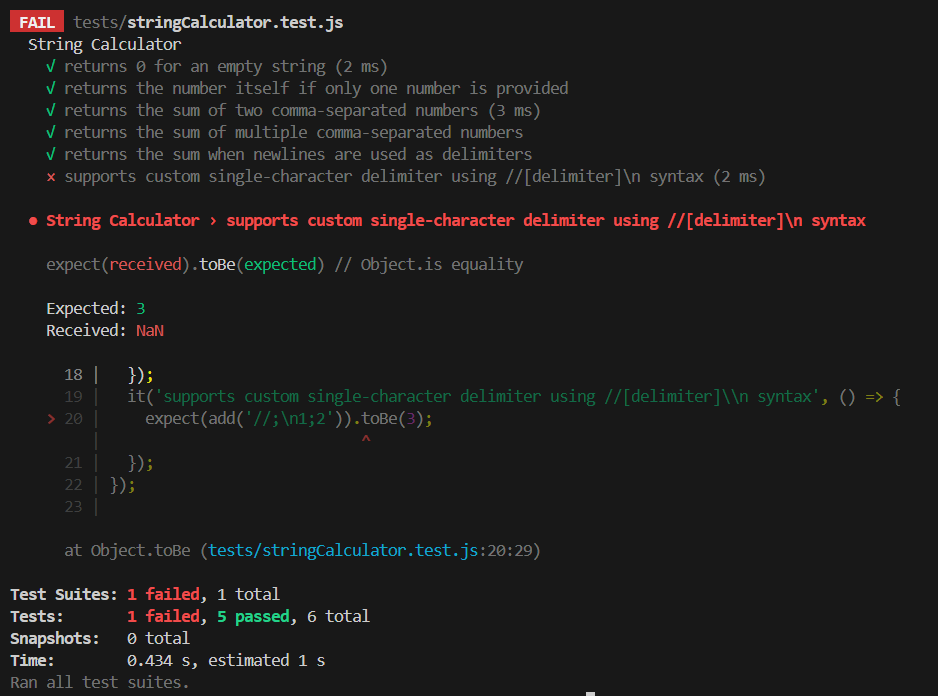 FAIL tests/stringCalculator.test.js
String Calculator
√ returns 0 for an empty string (2 ms)
√ returns the number itself if only one number is provided
√ returns the sum of two comma-separated numbers (3 ms)
√ returns the sum of multiple comma-separated numbers
√ returns the sum when newlines are used as delimiters
× supports custom single-character delimiter using //[delimiter]\n syntax (2 ms)
● String Calculator › supports custom single-character delimiter using //[delimiter]\n syntax
expect(received).toBe(expected) // Object.is equality
Expected: 3
Received: NaN
18 | });
19 | it('supports custom single-character delimiter using //[delimiter]\\n syntax', () => {
> 20 | expect(add('//;\n1;2')).toBe(3);
| ^
21 | });
22 | });
23 |
at Object.toBe (tests/stringCalculator.test.js:20:29)
Test Suites: 1 failed, 1 total
Tests: 1 failed, 5 passed, 6 total
Snapshots: 0 total
Time: 0.434 s, estimated 1 s
Ran all test suites.